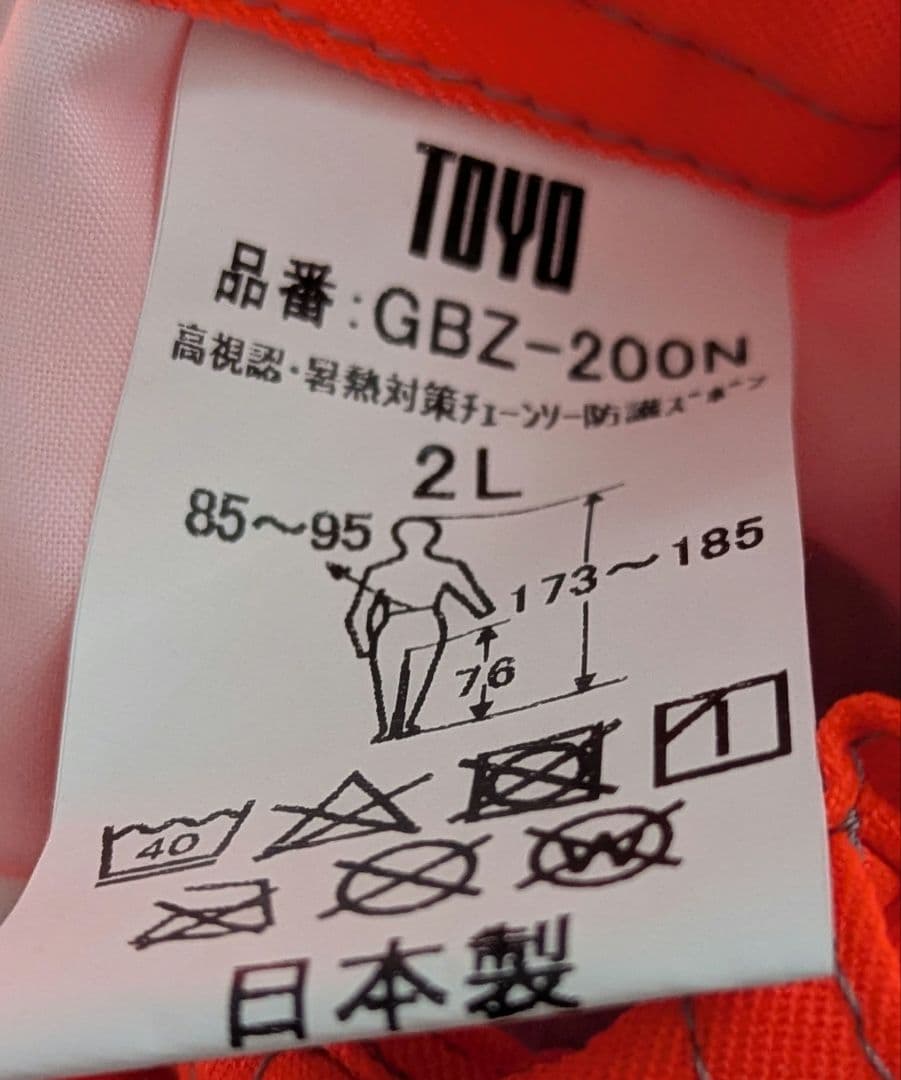 TOYO
品番:GBZ-200N
高視認・暑熱対策チェーンソー防護ズボン
2L
85～95
173～185
76
40
W
日本製